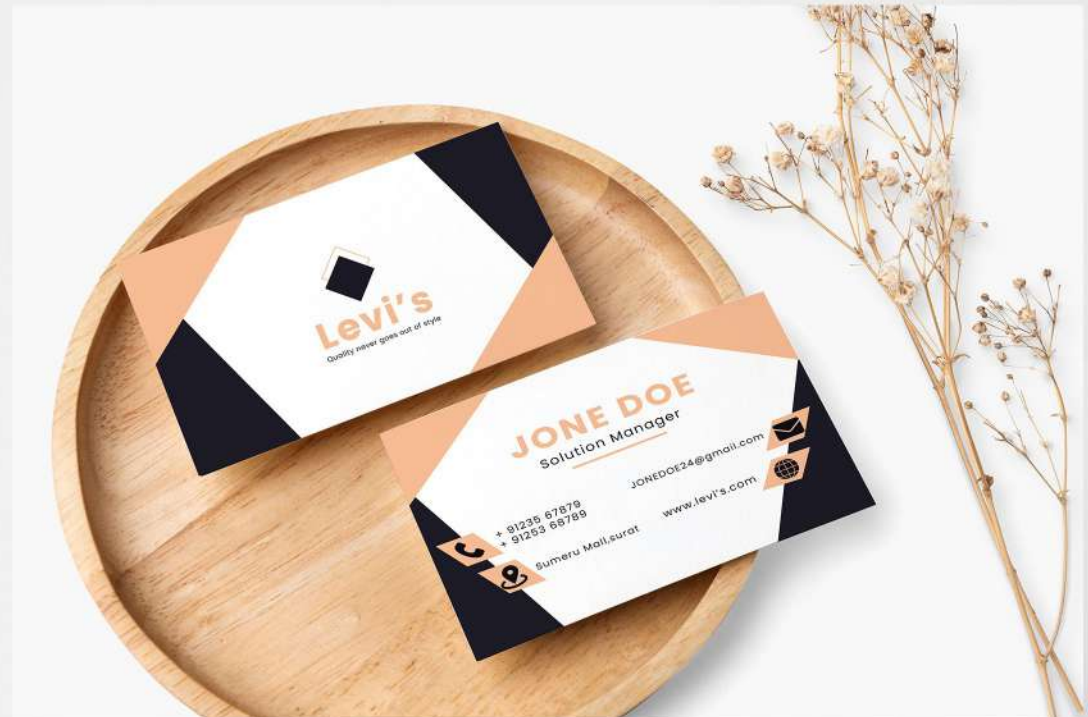 Levi's
Quality never goes out of style
JONE DOE
Solution Manager
JONEDOE24@gmail.com
www.levi's.com
+ 91235 67879
+ 91253 68789
Sumeru Mall,surat